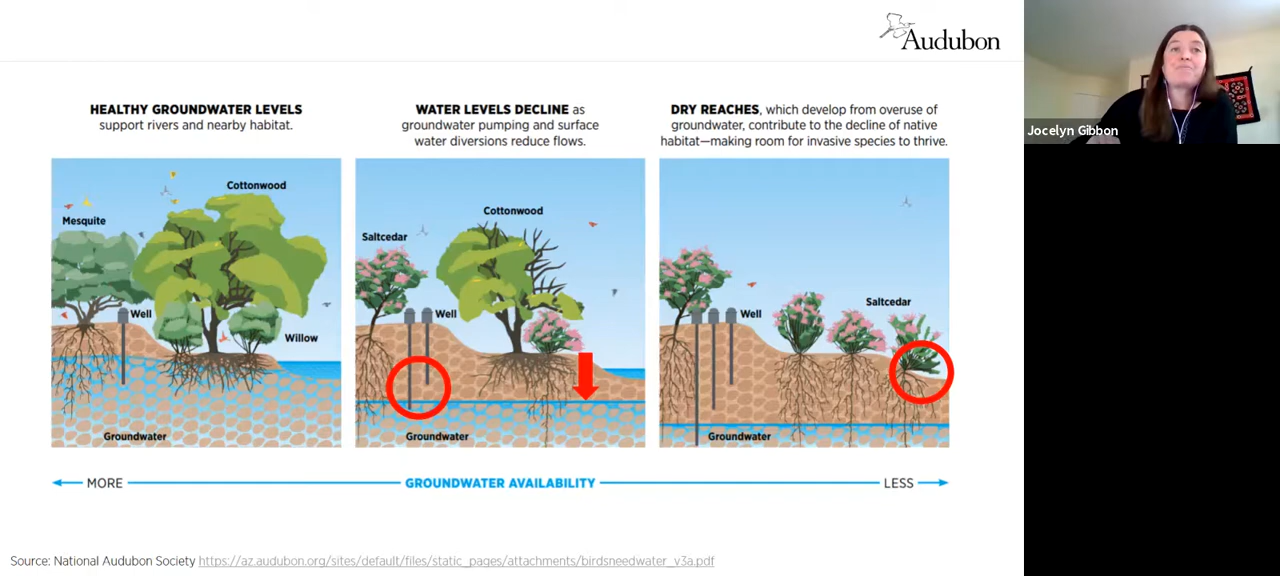 Audubon
Jocelyn Gibbon
HEALTHY GROUNDWATER LEVELS
support rivers and nearby habitat.
WATER LEVELS DECLINE as
groundwater pumping and surface
water diversions reduce flows.
DRY REACHES, which develop from overuse of
groundwater, contribute to the decline of native
habitat—making room for invasive species to thrive.
Cottonwood
Mesquite
Well
Willow
Groundwater
Cottonwood
Saltcedar
Well
Groundwater
Saltcedar
Well
Groundwater
MORE
GROUNDWATER AVAILABILITY
LESS
Source: National Audubon Society https://az.audubon.org/sites/default/files/static_pages/attachments/birdsneedwater_v3a.pdf